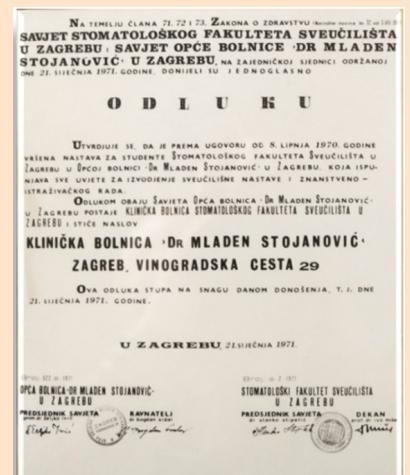 NA TEMELJU ČLANA 71. 72 I 73. ZAKONA O ZDRAVSTVU
SAVJET STOMATOLOŠKOG FAKULTETA SVEUČILIŠTA
U ZAGREBU I SAVJET OPĆE BOLNICE ›DR MLADEN
STOJANOVIĆ‹ U ZAGREBU, NA ZAJEDNIČKOJ SJEDNICI ODRŽANOJ
DNE 21. SIJEČNJA 1971. GODINE, DONIJELI SU JEDNOGLASNO
ODLUKU
UTVRDJUJE SE, DA JE PREMA UGOVORU OD 8. LIPNJA 1970. GODINE
VRŠENA NASTAVA ZA STUDENTE STOMATOLOŠKOG FAKULTETA SVEUČILIŠTA U
ZAGREBU U OPĆOJ BOLNICI ›DR MLADEN STOJANOVIĆ‹ U ZAGREBU, KOJA ISPU-
NJAVA SVE UVJETE ZA IZVODJENJE SVEUČILIŠNE NASTAVE I ZNANSTVENO –
ISTRAŽIVAČKOG RADA.
ODLUKOM OBAJU SAVJETA OPĆA BOLNICA ›DR MLADEN STOJANOVIĆ‹
U ZAGREBU POSTAJE KLINIČKA BOLNICA STOMATOLOŠKOG FAKULTETA SVEUČILIŠTA U
ZAGREBU I STIČE NASLOV
KLINIČKA BOLNICA ›DR MLADEN STOJANOVIĆ‹
ZAGREB, VINOGRADSKA CESTA 29
OVA ODLUKA STUPA NA SNAGU DANOM DONOŠENJA, T. J. DNE
21. SIJEČNJA 1971. GODINE.
U ZAGREBU, 21. SIJEČNJA 1971.
OPĆA BOLNICA ›DR MLADEN STOJANOVIĆ‹
U ZAGREBU
PREDSJEDNIK SAVJETA RAVNATELJ
STOMATOLOŠKI FAKULTET SVEUČILIŠTA
U ZAGREBU
PREDSJEDNIK SAVJETA DEKAN